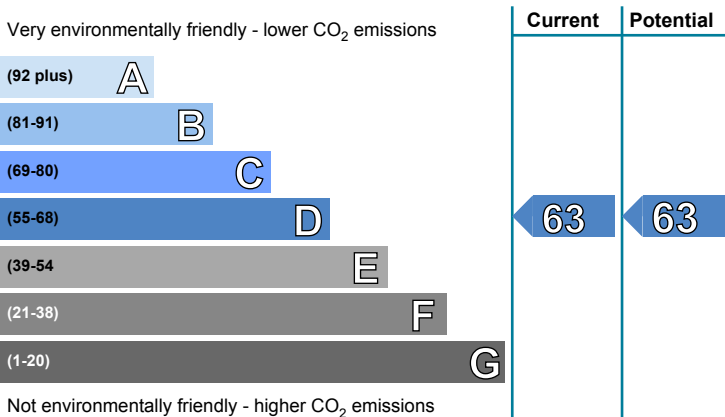 Current Potential
Very environmentally friendly - lower CO₂ emissions
(92 plus) A
(81-91) B
(69-80) C
(55-68) D 63 63
(39-54 E
(21-38) F
(1-20) G
Not environmentally friendly - higher CO₂ emissions